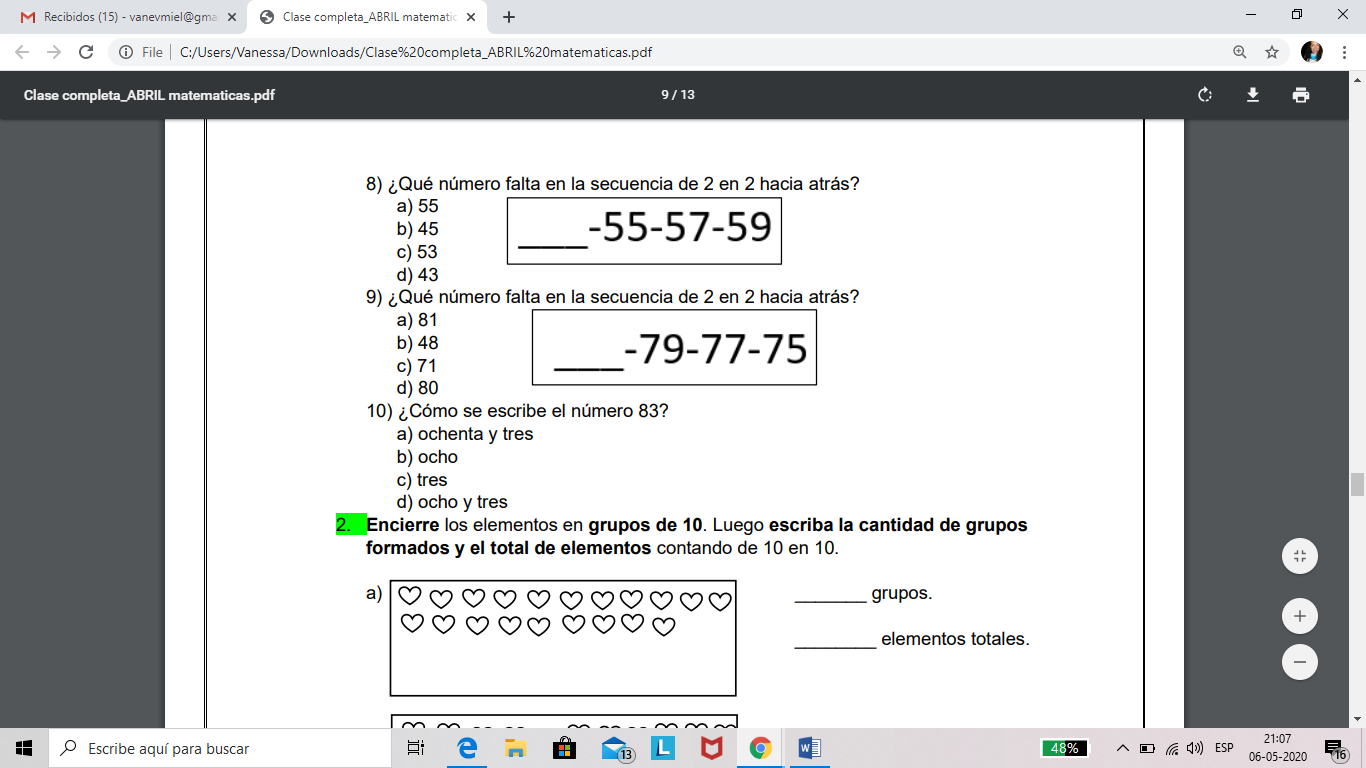 Recibidos (15) - vanevmiel@gma
Clase completa_ABRIL matematic
File
C:/Users/Vanessa/Downloads/Clase%20completa_ABRIL%20matematicas.pdf
Clase completa_ABRIL matematicas.pdf
9 / 13
8) ¿Qué número falta en la secuencia de 2 en 2 hacia atrás?
a) 55
b) 45
c) 53
d) 43
____-55-57-59
9) ¿Qué número falta en la secuencia de 2 en 2 hacia atrás?
a) 81
b) 48
c) 71
d) 80
____-79-77-75
10) ¿Cómo se escribe el número 83?
a) ochenta y tres
b) ocho
c) tres
d) ocho y tres
2. Encierre los elementos en grupos de 10. Luego escriba la cantidad de grupos
formados y el total de elementos contando de 10 en 10.
a)
_______ grupos.
________ elementos totales.
Escribe aquí para buscar
13
L
48%
ESP
21:07
06-05-2020
16